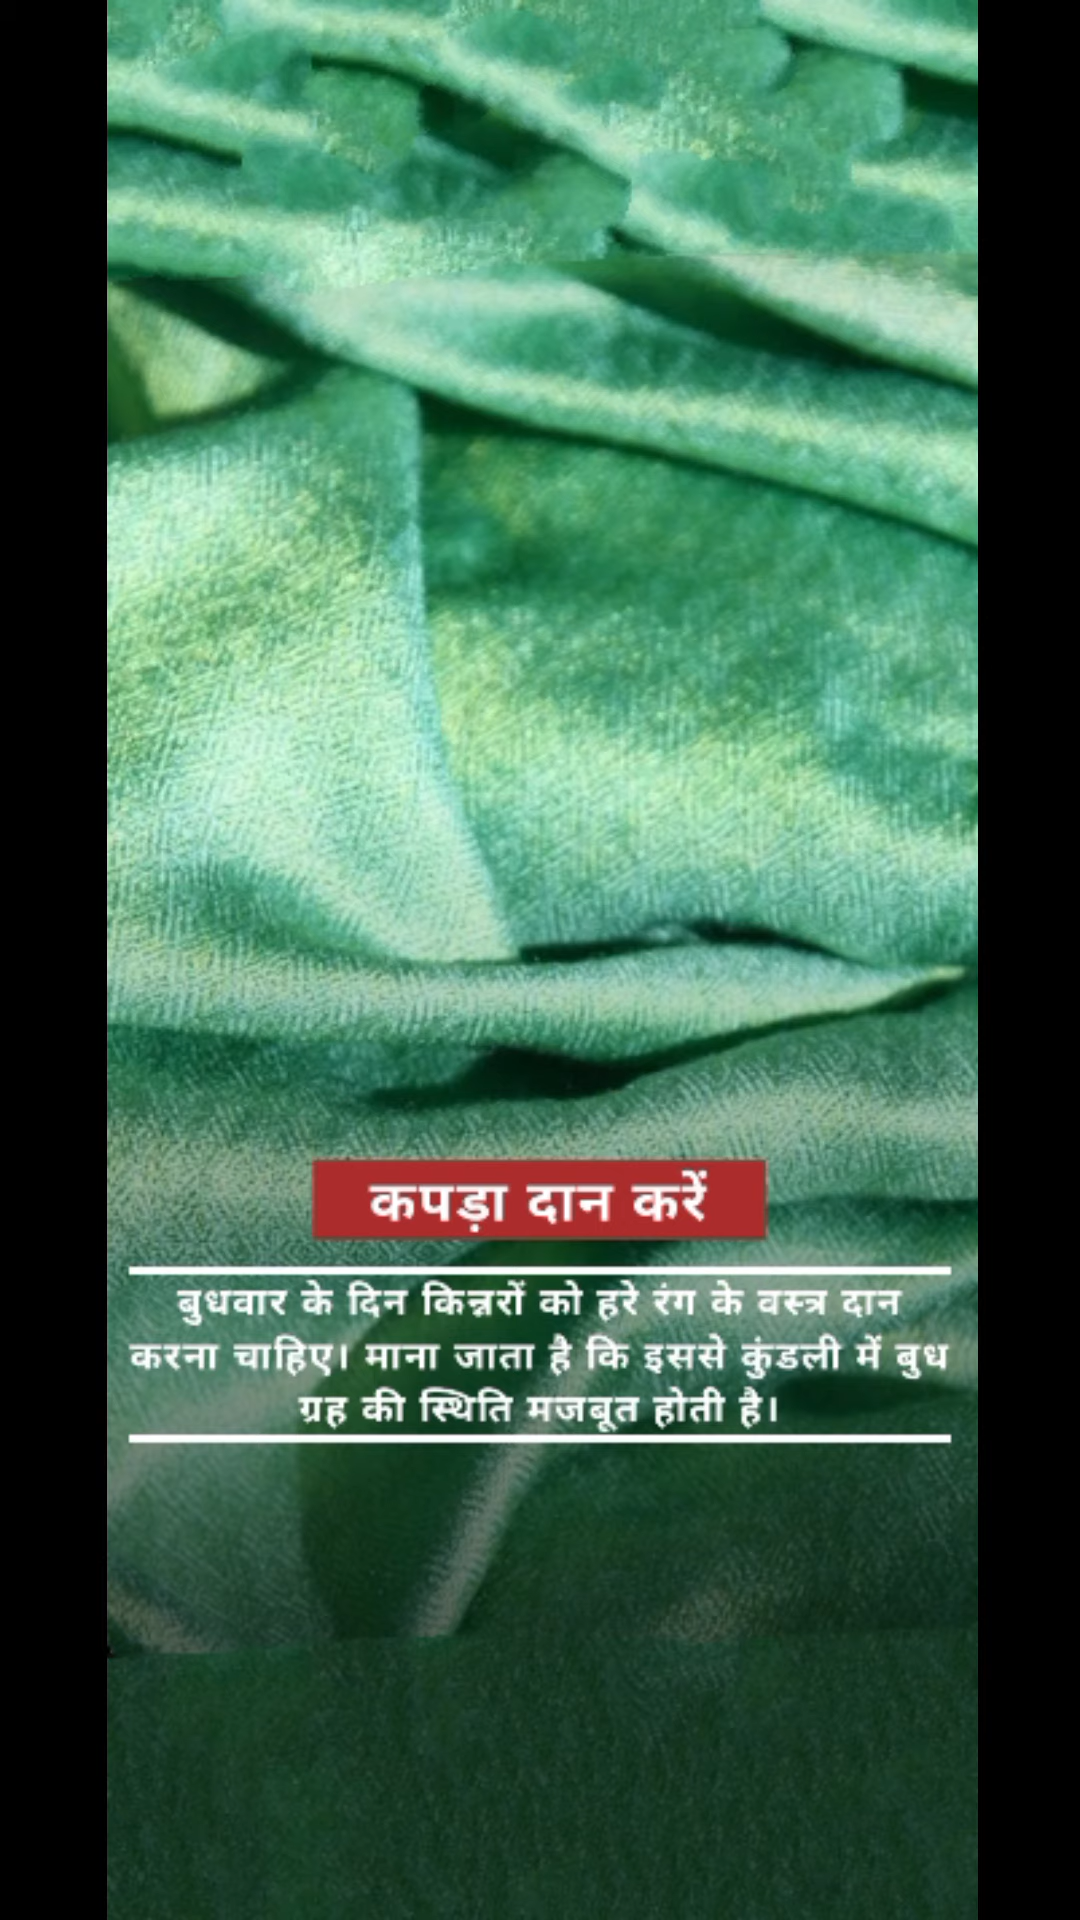 कपड़ा दान करें
बुधवार के दिन किन्नरों को हरे रंग के वस्त्र दान
करना चाहिए। माना जाता है कि इससे कुंडली में बुध
ग्रह की स्थिति मजबूत होती है।